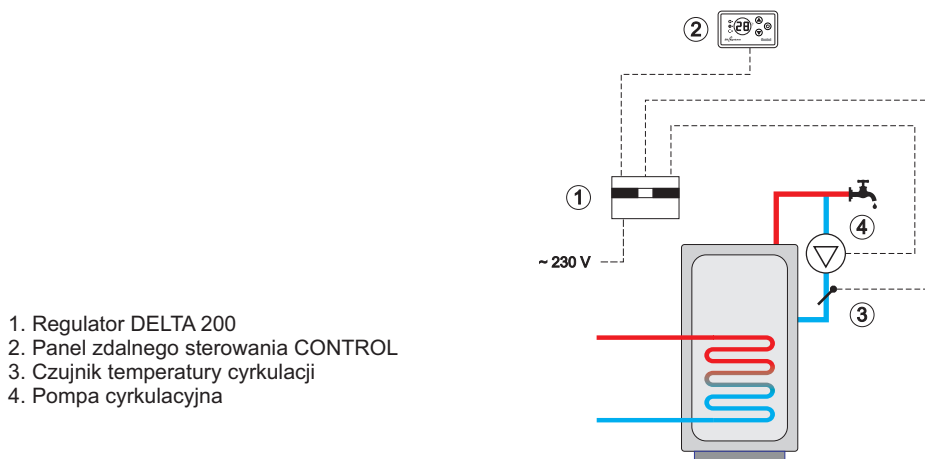 2
28
1
~ 230 V
4
3
1. Regulator DELTA 200
2. Panel zdalnego sterowania CONTROL
3. Czujnik temperatury cyrkulacji
4. Pompa cyrkulacyjna